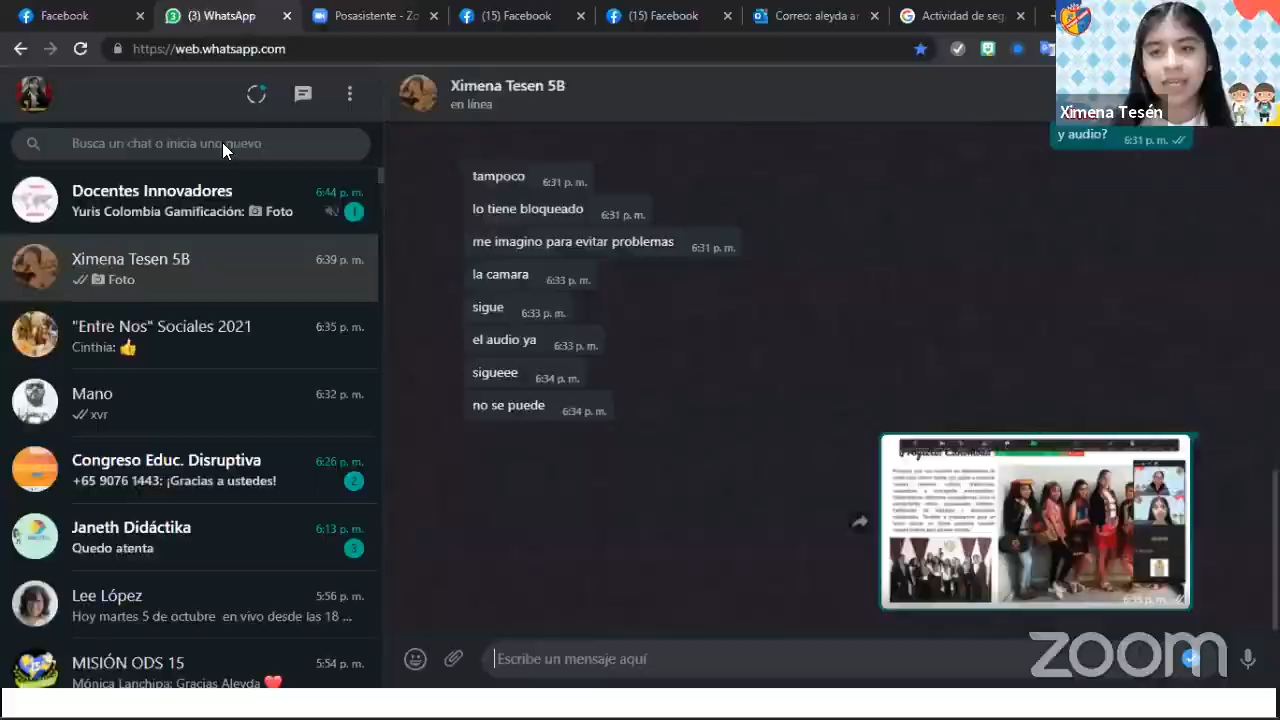 Facebook
(3) WhatsApp
Posasistente - Zo
(15) Facebook
(15) Facebook
Correo: 
Actividad de seg
https://web.whatsapp.com
Ximena Tesén
Ximena Tesen 5B
en línea
Busca un chat o inicia uno nuevo
Docentes Innovadores
6:44 p. m.
Yuris Colombia Gamificación: Foto
1
Ximena Tesen 5B
6:39 p. m.
Foto
"Entre Nos" Sociales 2021
6:35 p. m.
Cinthia: 👍
Mano
6:32 p. m.
xvr
Congreso Educ. Disruptiva
6:26 p. m.
+65 9076 1443: ¡Gracias a ustedes!
2
Janeth Didáktika
6:13 p. m.
Quedo atenta
3
Lee López
5:56 p. m.
Hoy martes 5 de octubre en vivo desde las 18 ...
MISIÓN ODS 15
5:54 p. m.
Mónica Lanchipa: Gracias Aleyda ❤️
y audio?
6:31 p. m.
tampoco
6:31 p. m.
lo tiene bloqueado
6:31 p. m.
me imagino para evitar problemas
6:31 p. m.
la camara
6:33 p. m.
sigue
6:33 p. m.
el audio ya
6:33 p. m.
sigueee
6:34 p. m.
no se puede
6:34 p. m.
Escribe un mensaje aquí
zoom